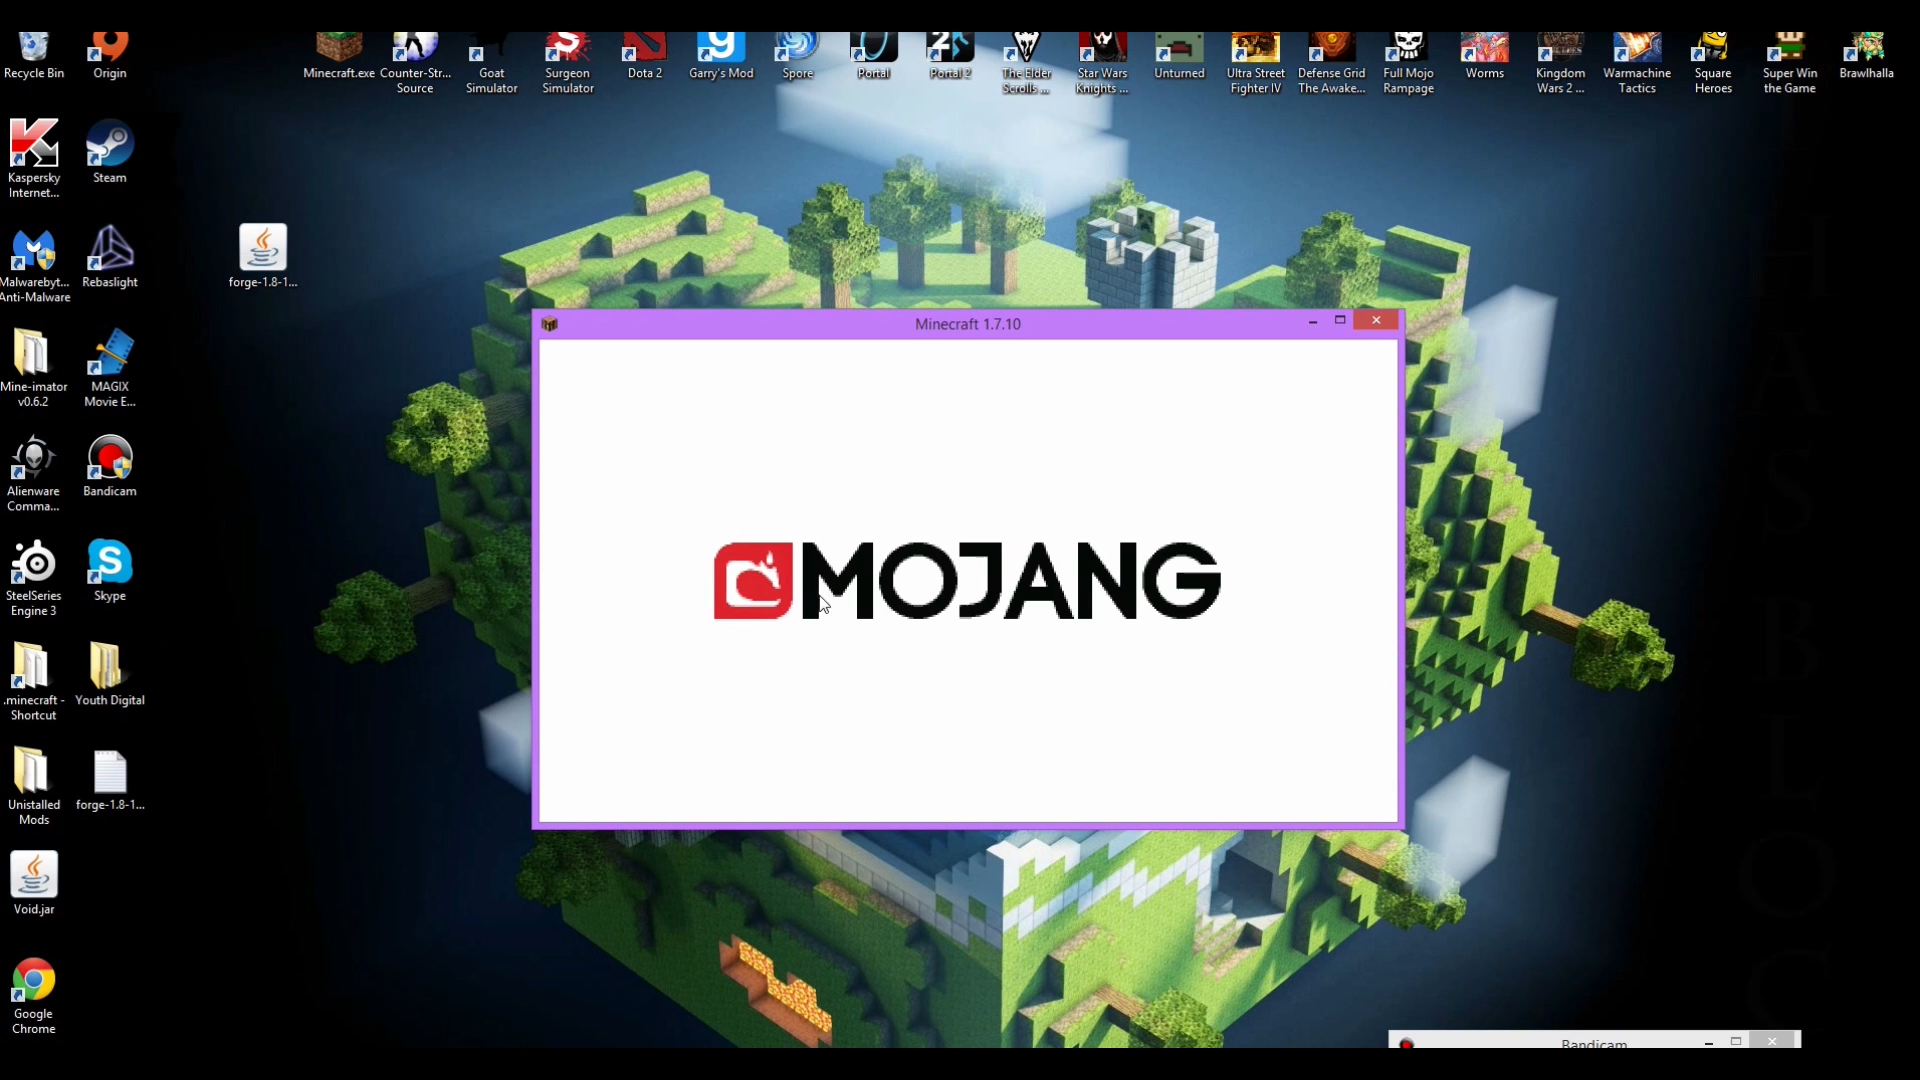 Recycle Bin
Origin
Minecraft.exe
Counter-Str...
Source
Goat
Simulator
Surgeon
Simulator
Dota 2
Garry's Mod
Spore
Portal
Portal 2
The Elder
Scrolls ...
Star Wars
Knights ...
Unturned
Ultra Street
Fighter IV
Defense Grid
The Awake...
Full Mojo
Rampage
Worms
Kingdom
Wars 2 ...
Warmachine
Tactics
Square
Heroes
Super Win
the Game
Brawlhalla
Kaspersky
Internet...
Steam
Malwarebyt...
Anti-Malware
Rebaslight
forge-1.8-1...
Mine-imator
v0.6.2
MAGIX
Movie E...
Alienware
Comma...
Bandicam
SteelSeries
Engine 3
Skype
.minecraft -
Shortcut
Youth Digital
Unistalled
Mods
forge-1.8-1...
Void.jar
Google
Chrome
Minecraft 1.7.10
MOJANG
Bandicam